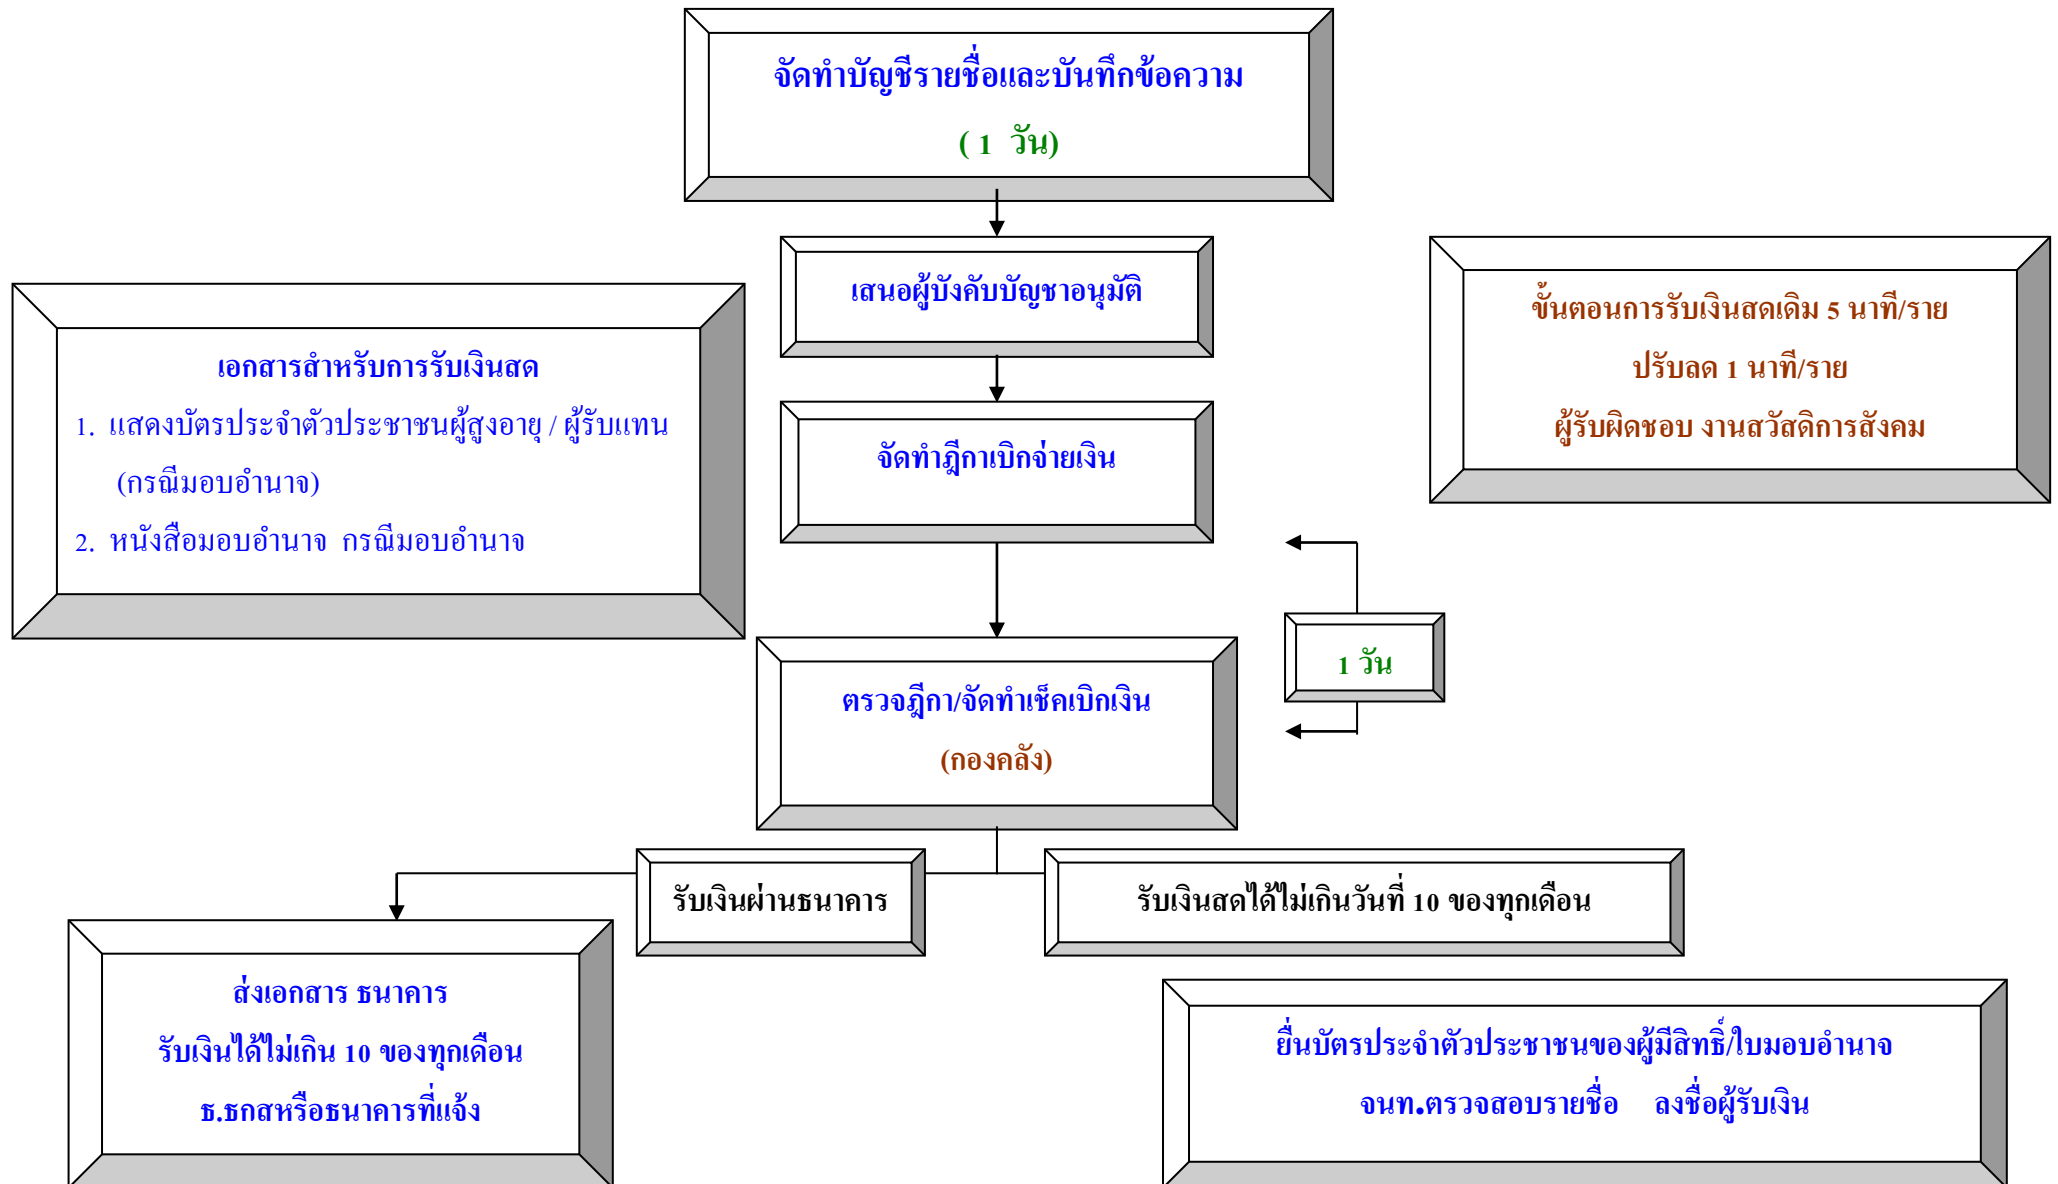 จัดทำบัญชีรายชื่อและบันทึกข้อความ
( 1 วัน)
เสนอผู้บังคับบัญชาอนุมัติ
ขั้นตอนการรับเงินสดเดิม 5 นาที/ราย
ปรับลด 1 นาที/ราย
ผู้รับผิดชอบ งานสวัสดิการสังคม
เอกสารสำหรับการรับเงินสด
1. แสดงบัตรประจำตัวประชาชนผู้สูงอายุ / ผู้รับแทน
(กรณีมอบอำนาจ)
2. หนังสือมอบอำนาจ กรณีมอบอำนาจ
จัดทำฎีกาเบิกจ่ายเงิน
1 วัน
ตรวจฎีกา/จัดทำเช็คเบิกเงิน
(กองคลัง)
รับเงินผ่านธนาคาร
รับเงินสดได้ไม่เกินวันที่ 10 ของทุกเดือน
ส่งเอกสาร ธนาคาร
รับเงินได้ไม่เกิน 10 ของทุกเดือน
ธ.ธกสหรือธนาคารที่แจ้ง
ยื่นบัตรประจำตัวประชาชนของผู้มีสิทธิ์/ใบมอบอำนาจ
จนท.ตรวจสอบรายชื่อ ลงชื่อผู้รับเงิน